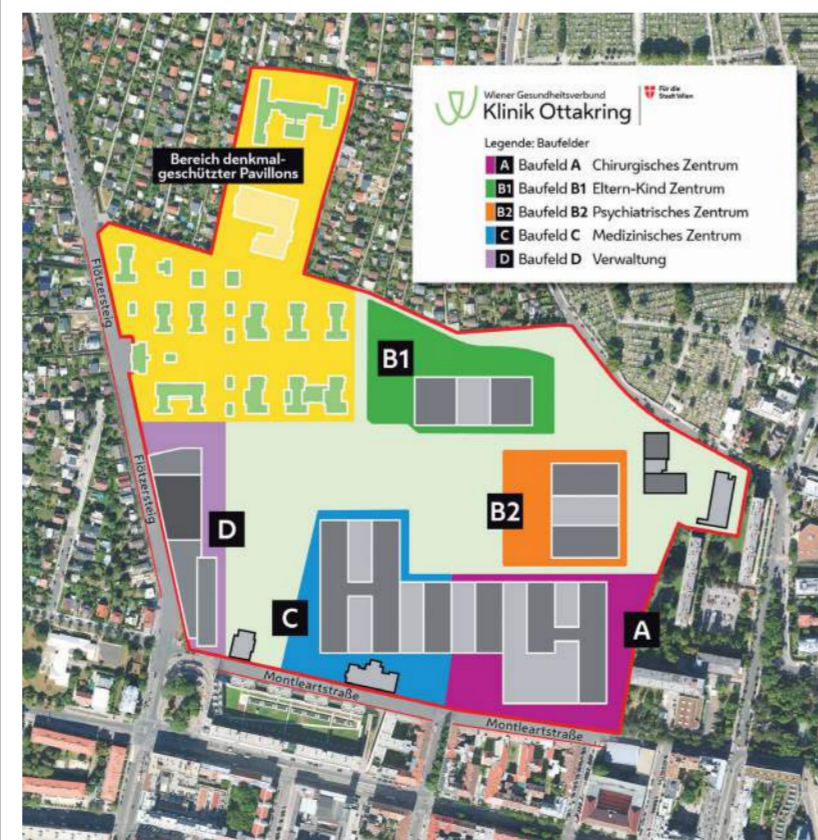 Wiener Gesundheitsverbund
Klinik Ottakring
Für die
Stadt Wien
Legende: Baufelder
A Baufeld A Chirurgisches Zentrum
B1 Baufeld B1 Eltern-Kind Zentrum
B2 Baufeld B2 Psychiatrisches Zentrum
C Baufeld C Medizinisches Zentrum
D Baufeld D Verwaltung
Bereich denkmal-
geschützter Pavillons
Flötzersteig
B1
Flötzersteig
B2
D
C
A
Montleartstraße
Montleartstraße